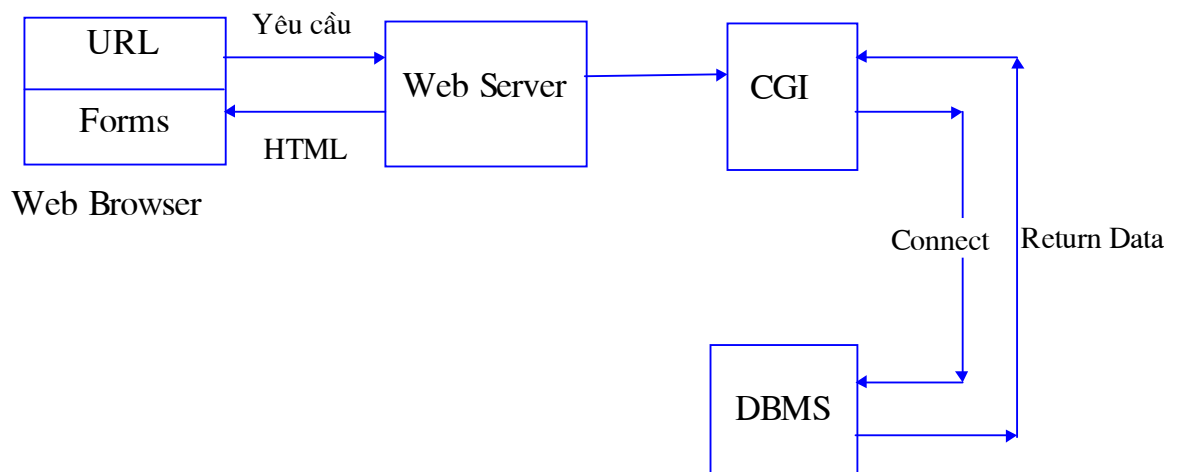 URL
Forms
Web Browser
Yêu cầu
HTML
Web Server
CGI
Connect
Return Data
DBMS